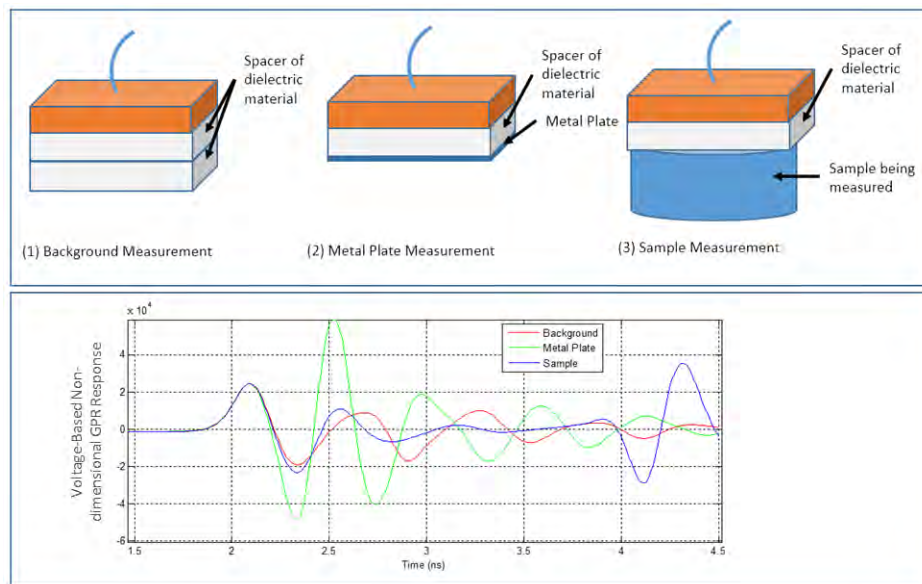 Spacer of
dielectric
material
(1) Background Measurement
Spacer of
dielectric
material
Metal Plate
(2) Metal Plate Measurement
Spacer of
dielectric
material
Sample being
measured
(3) Sample Measurement
x 10^4
Voltage-Based Non-
dimensional GPR Response
4
2
0
-2
-4
-6
Background
Metal Plate
Sample
1.5 2 2.5 3 3.5 4 4.5
Time (ns)